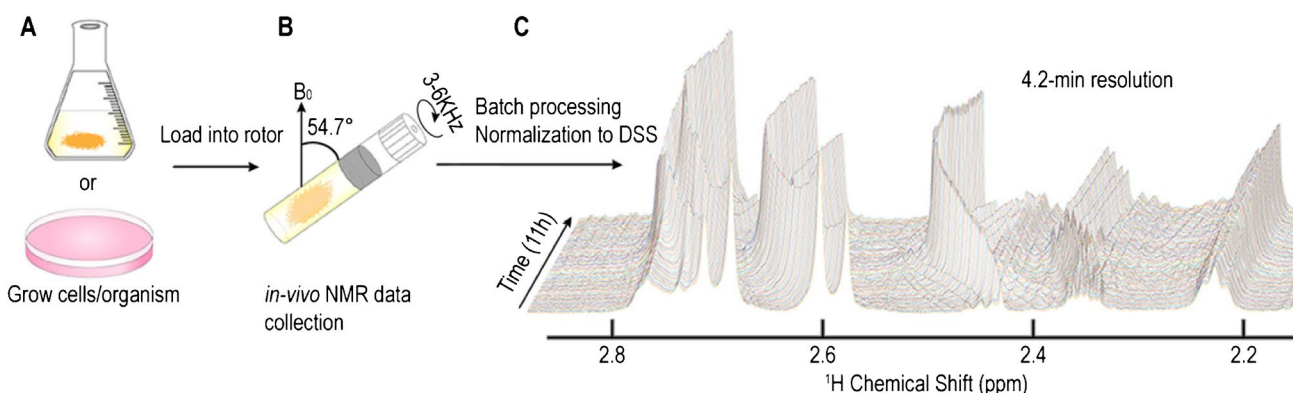 A
B
C
B₀
54.7°
3-6KHz
Load into rotor
Batch processing
Normalization to DSS
4.2-min resolution
or
Grow cells/organism
in-vivo NMR data
collection
Time (11h)
2.8
2.6
2.4
2.2
¹H Chemical Shift (ppm)